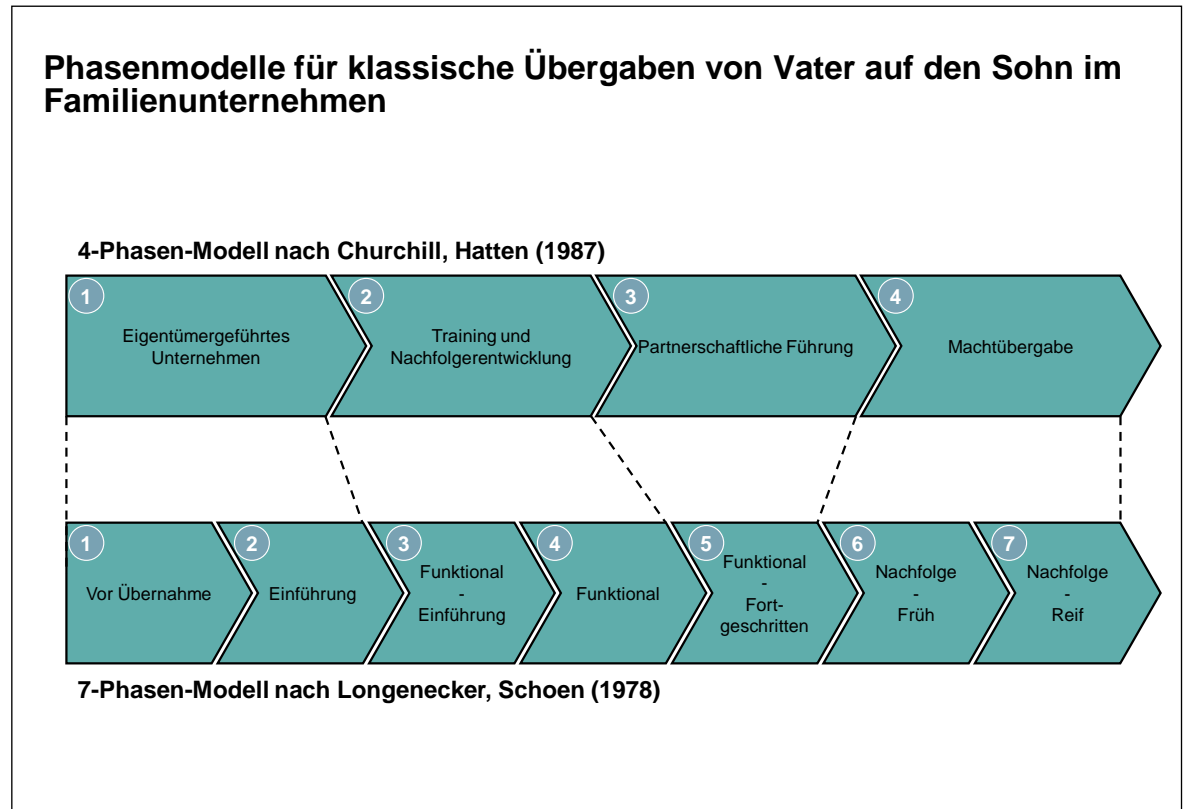 Phasenmodelle für klassische Übergaben von Vater auf den Sohn im
Familienunternehmen
4-Phasen-Modell nach Churchill, Hatten (1987)
1
Eigentümergeführtes
Unternehmen
2
Training und
Nachfolgerentwicklung
3
Partnerschaftliche Führung
4
Machtübergabe
1
Vor Übernahme
2
Einführung
3
Funktional
-
Einführung
4
Funktional
5
Funktional
-
Fort-
geschritten
6
Nachfolge
-
Früh
7
Nachfolge
-
Reif
7-Phasen-Modell nach Longenecker, Schoen (1978)